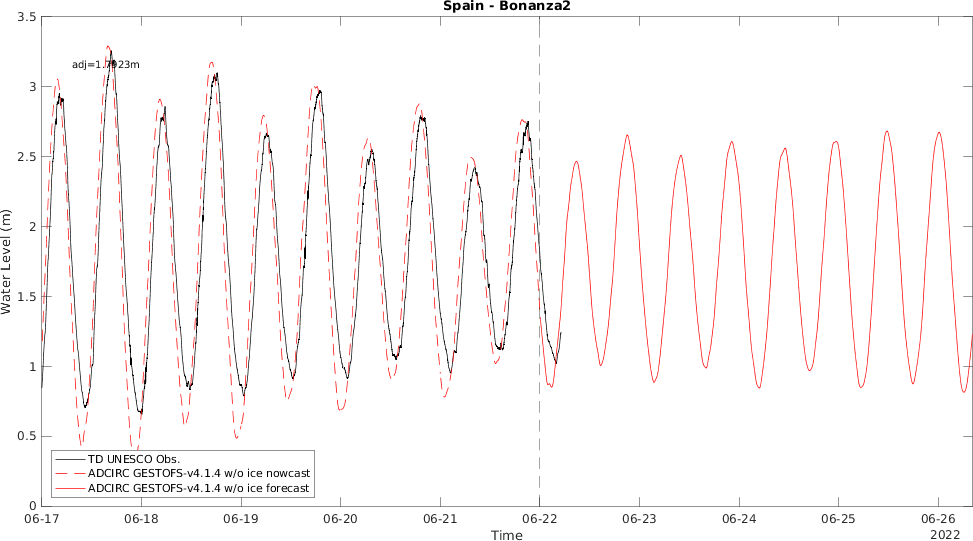 Spain - Bonanza2
adj=1.7923m
Water Level (m)
3.5
3
2.5
2
1.5
1
0.5
0
TD UNESCO Obs.
ADCIRC GESTOFS-v4.1.4 w/o ice nowcast
ADCIRC GESTOFS-v4.1.4 w/o ice forecast
06-17 06-18 06-19 06-20 06-21 06-22 06-23 06-24 06-25 06-26
Time 2022